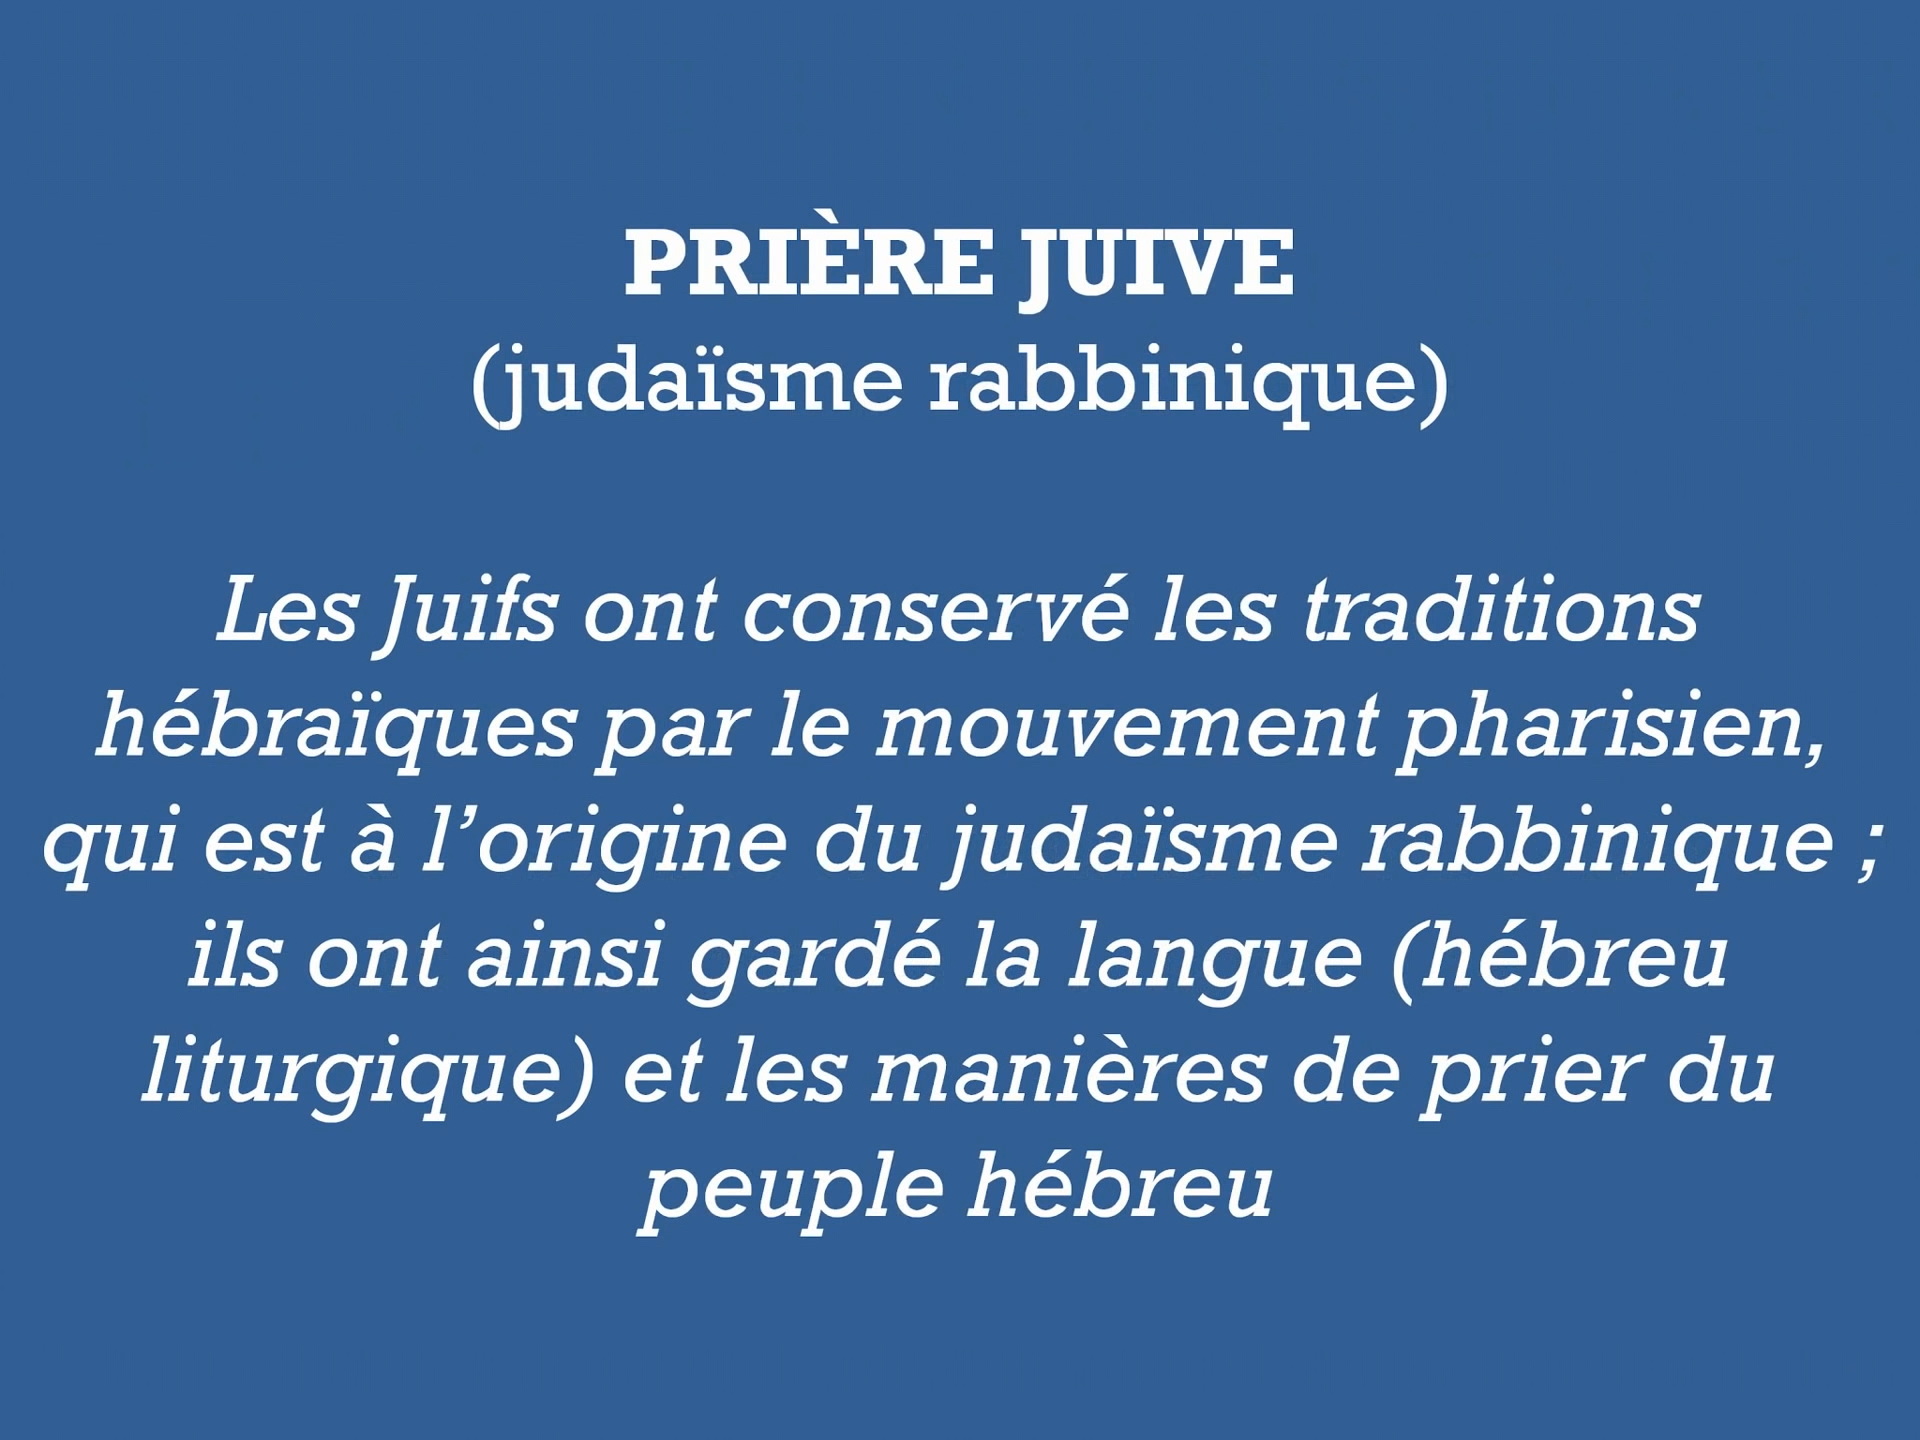 PRIÈRE JUIVE
(judaïsme rabbinique)
Les Juifs ont conservé les traditions
hébraïques par le mouvement pharisien,
qui est à l’origine du judaïsme rabbinique ;
ils ont ainsi gardé la langue (hébreu
liturgique) et les manières de prier du
peuple hébreu